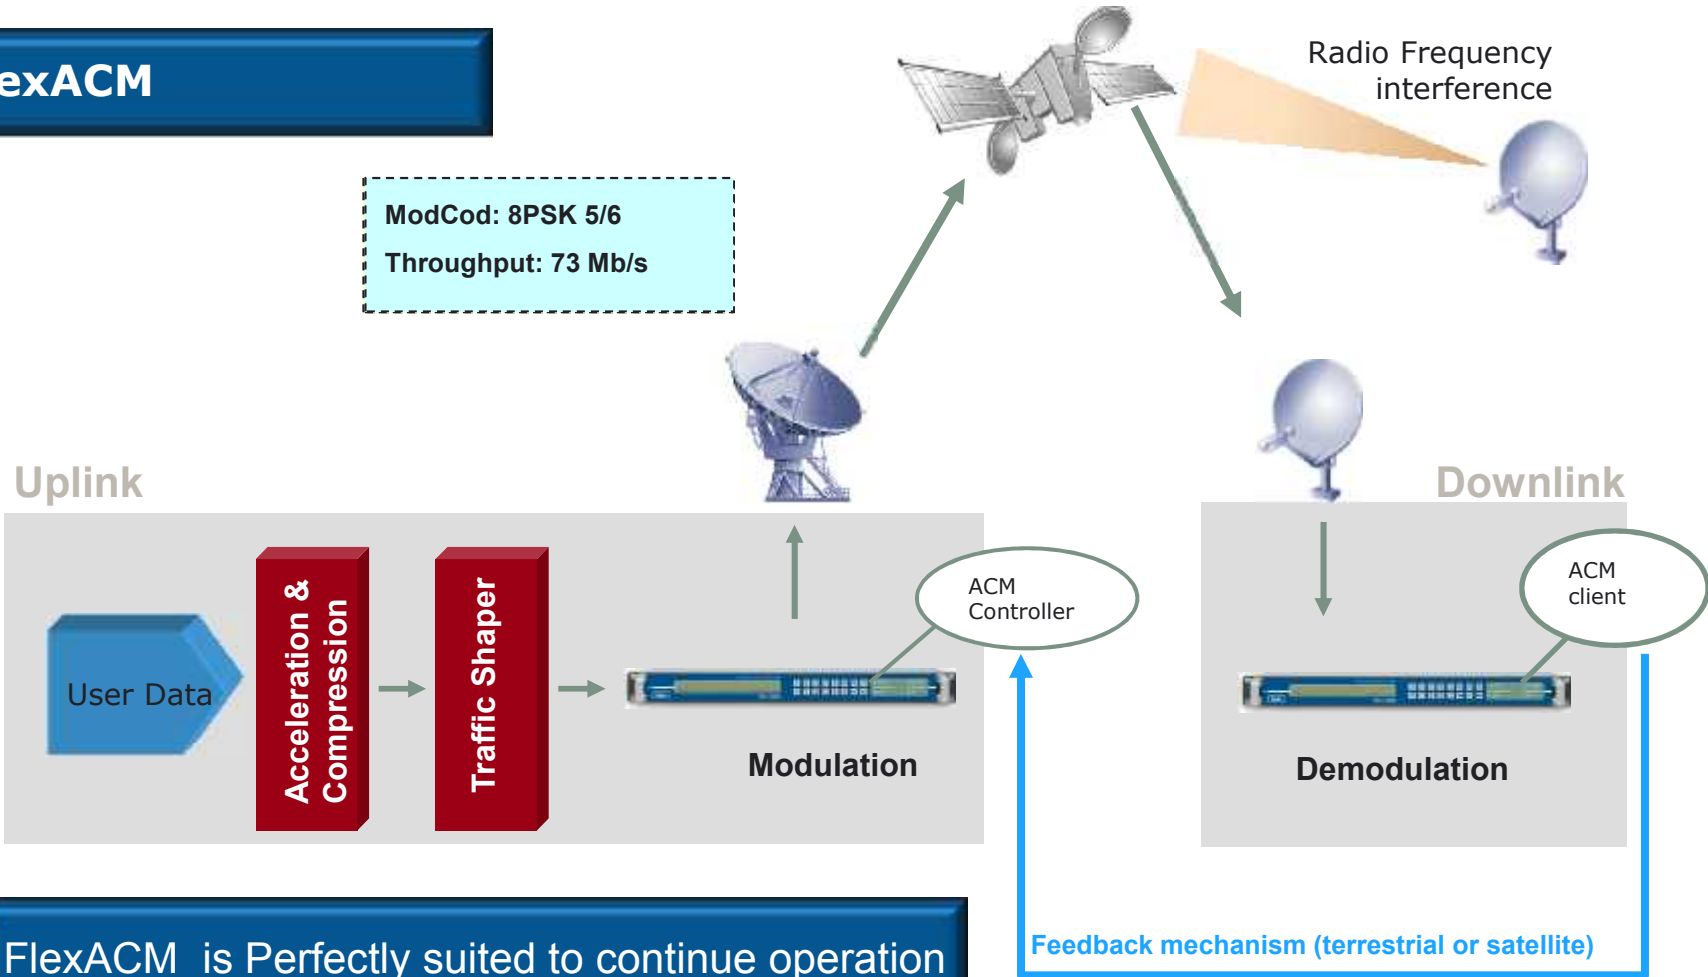 exACM
Radio Frequency
interference
ModCod: 8PSK 5/6
Throughput: 73 Mb/s
Uplink
Downlink
User Data
Acceleration &
Compression
Traffic Shaper
ACM
Controller
Modulation
ACM
client
Demodulation
Feedback mechanism (terrestrial or satellite)
FlexACM is Perfectly suited to continue operation